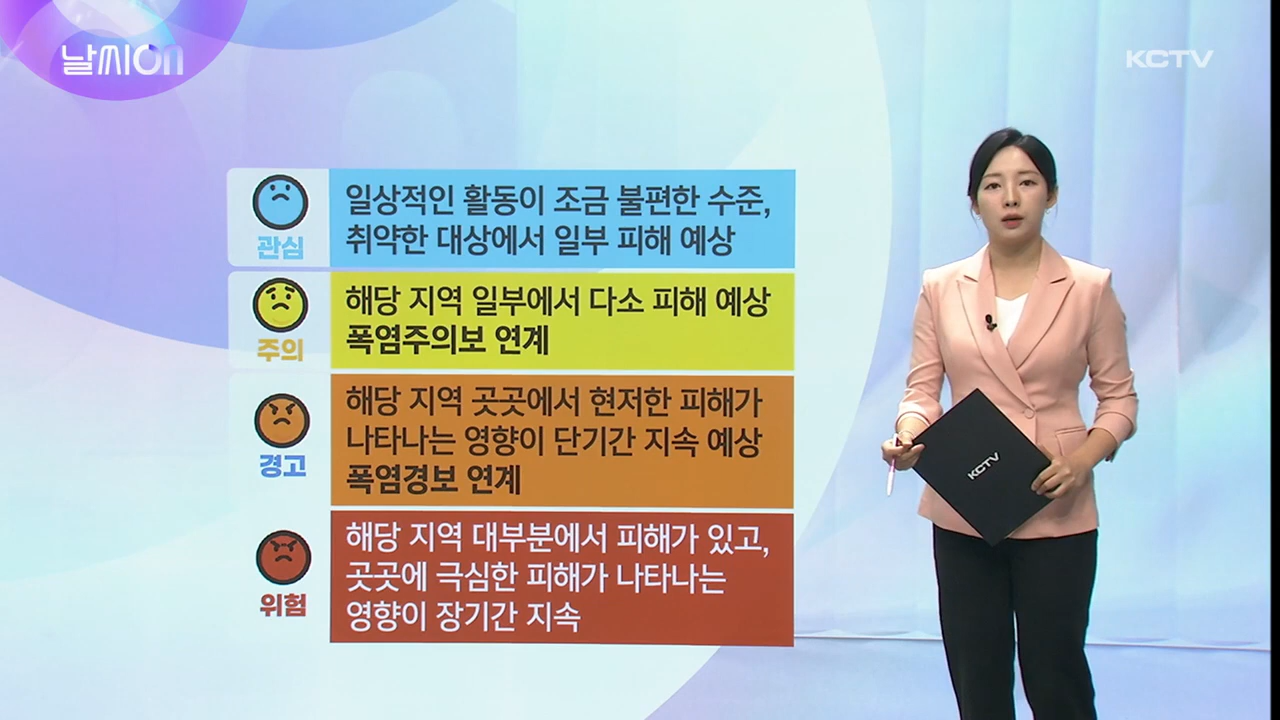 날씨On
KCTV
관심
일상적인 활동이 조금 불편한 수준,
취약한 대상에서 일부 피해 예상
주의
해당 지역 일부에서 다소 피해 예상
폭염주의보 연계
경고
해당 지역 곳곳에서 현저한 피해가
나타나는 영향이 단기간 지속 예상
폭염경보 연계
위험
해당 지역 대부분에서 피해가 있고,
곳곳에 극심한 피해가 나타나는
영향이 장기간 지속
KCTV